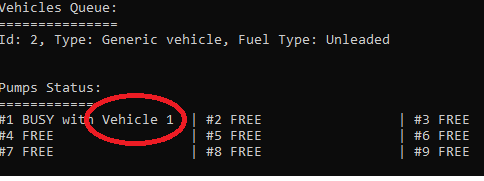 Vehicles Queue:
===============
Id: 2, Type: Generic vehicle, Fuel Type: Unleaded
Pumps Status:
=============
#1 BUSY with Vehicle 1 | #2 FREE | #3 FREE
#4 FREE | #5 FREE | #6 FREE
#7 FREE | #8 FREE | #9 FREE